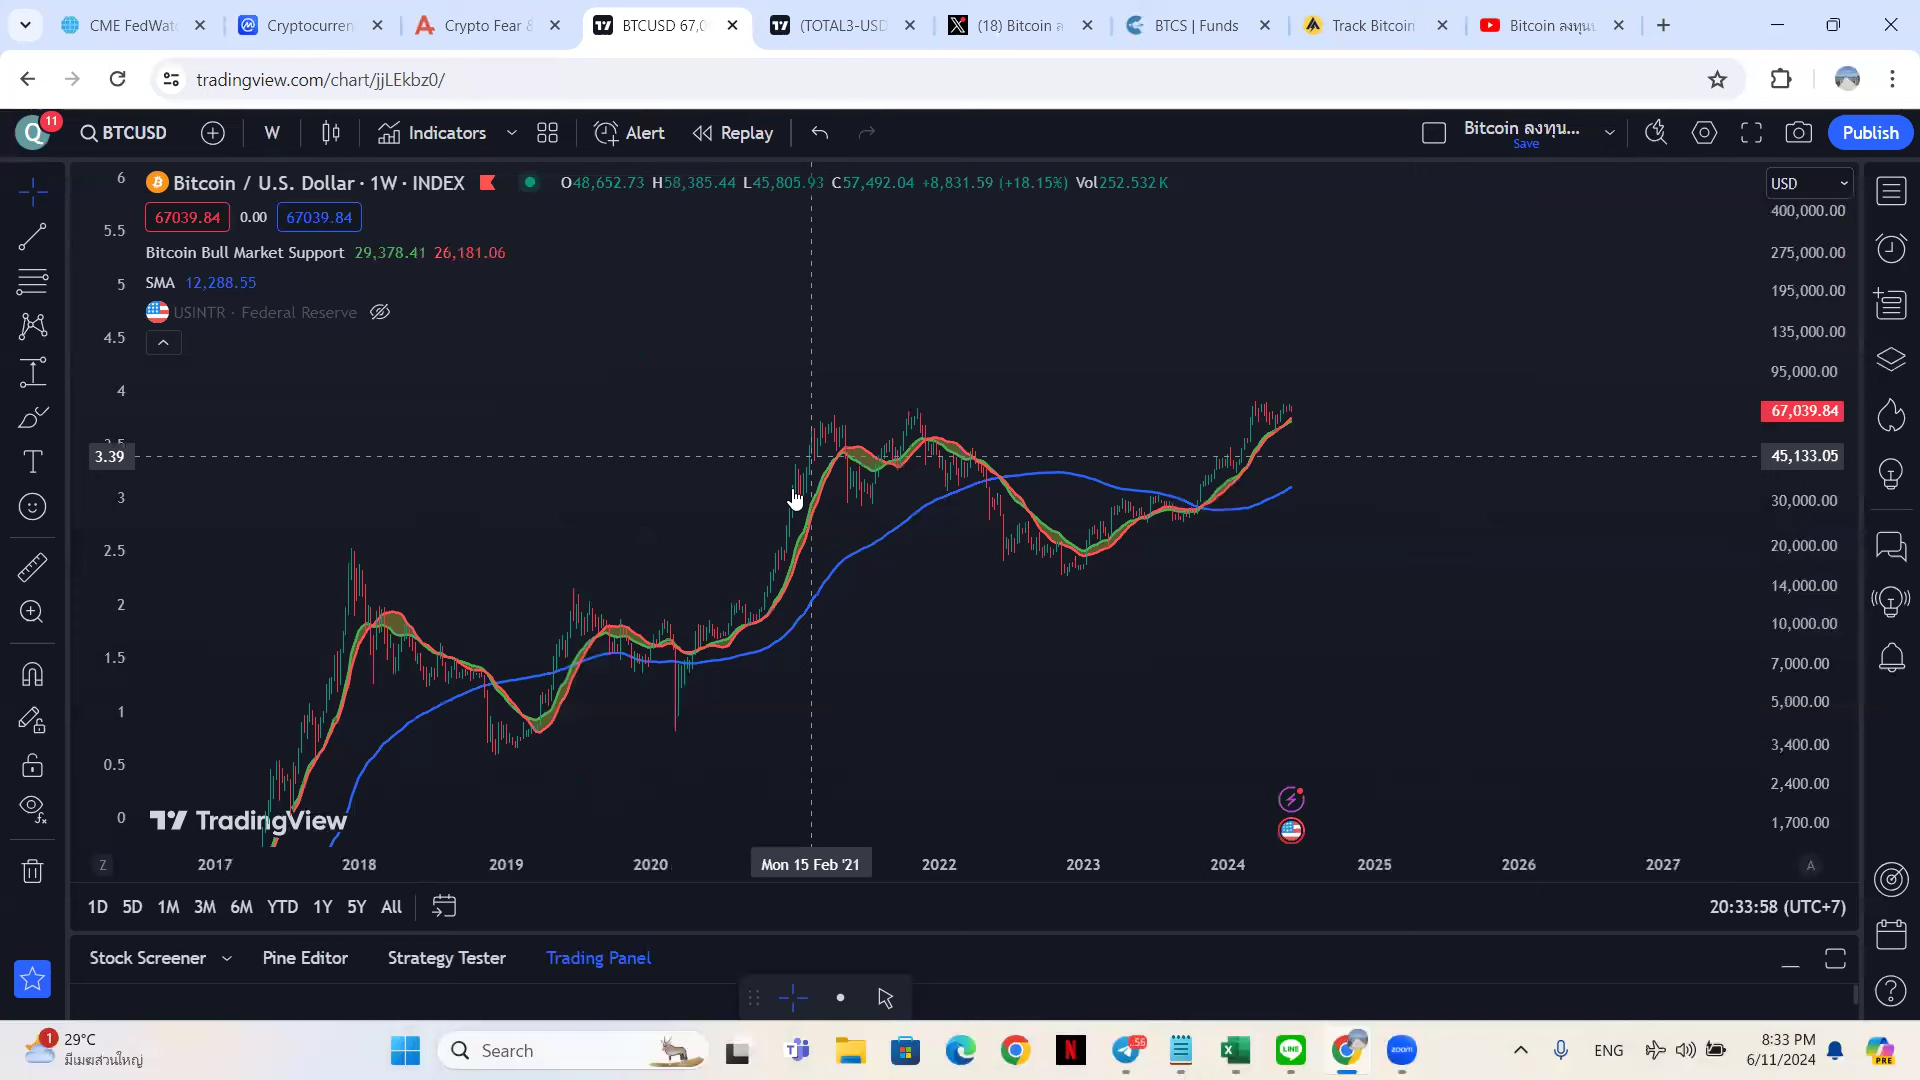 CME FedWatc
Cryptocurren
Crypto Fear &
BTCUSD 67,0
(TOTAL3-USD
(18) Bitcoin ล
BTCS | Funds
Track Bitcoin
Bitcoin ลงทุน
tradingview.com/chart/jjLEkbz0/
Q 11 BTCUSD W Indicators Alert Replay Bitcoin ลงทุน... Save Publish
Bitcoin / U.S. Dollar · 1W · INDEX O48,652.73 H58,385.44 L45,805.93 C57,492.04 +8,831.59 (+18.15%) Vol252.532 K
USD
67039.84 0.00 67039.84
Bitcoin Bull Market Support 29,378.41 26,181.06
SMA 12,288.55
USINTR · Federal Reserve
6
5.5
5
4.5
4
3.39
3
2.5
2
1.5
1
0.5
0
400,000.00
275,000.00
195,000.00
135,000.00
95,000.00
67,039.84
45,133.05
30,000.00
20,000.00
14,000.00
10,000.00
7,000.00
5,000.00
3,400.00
2,400.00
1,700.00
TradingView
Z 2017 2018 2019 2020 Mon 15 Feb '21 2022 2023 2024 2025 2026 2027 A
1D 5D 1M 3M 6M YTD 1Y 5Y All 20:33:58 (UTC+7)
Stock Screener Pine Editor Strategy Tester Trading Panel
1 29°C
มีเมฆส่วนใหญ่
Search
56
LINE
zoom
ENG
8:33 PM
6/11/2024
PRE